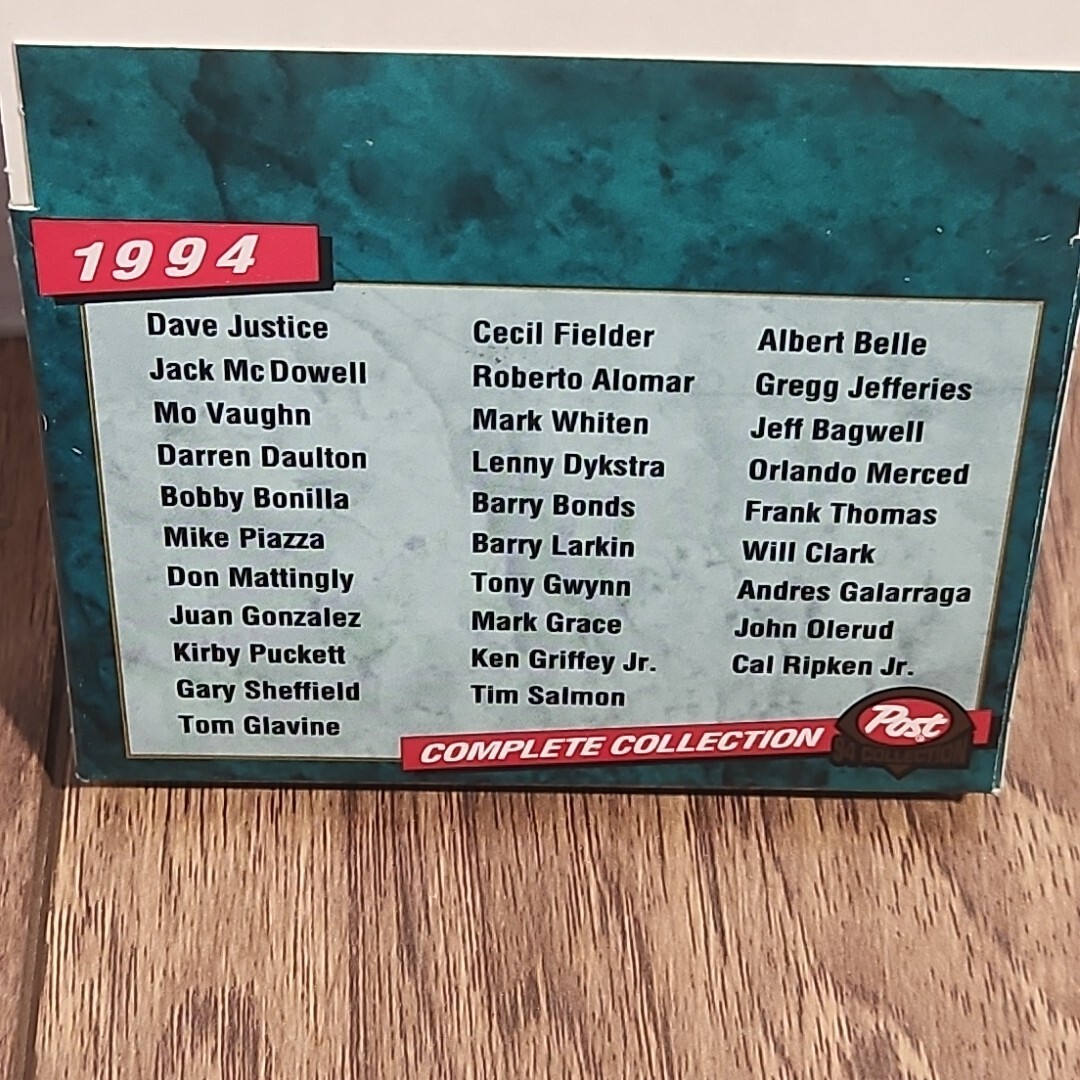 1994
Dave Justice
Jack McDowell
Mo Vaughn
Darren Daulton
Bobby Bonilla
Mike Piazza
Don Mattingly
Juan Gonzalez
Kirby Puckett
Gary Sheffield
Tom Glavine
Cecil Fielder
Roberto Alomar
Mark Whiten
Lenny Dykstra
Barry Bonds
Barry Larkin
Tony Gwynn
Mark Grace
Ken Griffey Jr.
Tim Salmon
Albert Belle
Gregg Jefferies
Jeff Bagwell
Orlando Merced
Frank Thomas
Will Clark
Andres Galarraga
John Olerud
Cal Ripken Jr.
COMPLETE COLLECTION
Post
94 COLLECTION